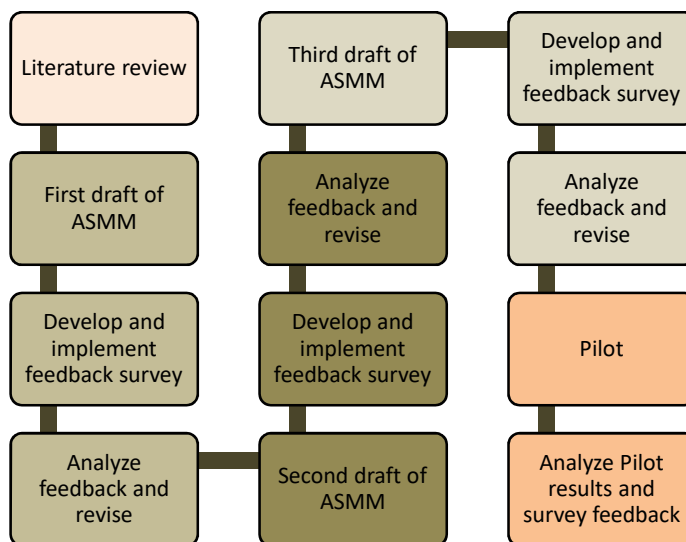 Literature review
First draft of
ASMM
Develop and
implement
feedback survey
Analyze
feedback and
revise
Second draft of
ASMM
Develop and
implement
feedback survey
Analyze
feedback and
revise
Third draft of
ASMM
Develop and
implement
feedback survey
Analyze
feedback and
revise
Pilot
Analyze Pilot
results and
survey feedback